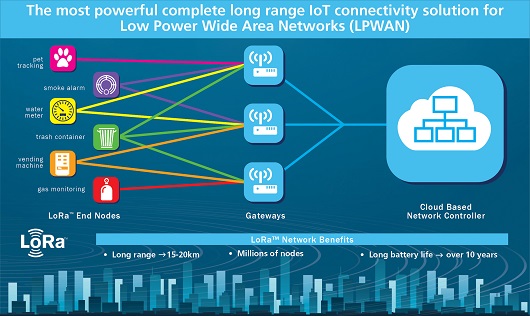 The most powerful complete long range IoT connectivity solution for
Low Power Wide Area Networks (LPWAN)
pet
tracking
smoke alarm
water
meter
trash container
vending
machine
gas monitoring
LoRa™ End Nodes
Gateways
Cloud Based
Network Controller
LoRa™
LoRa™ Network Benefits
• Long range → 15-20km
• Millions of nodes
• Long battery life → over 10 years